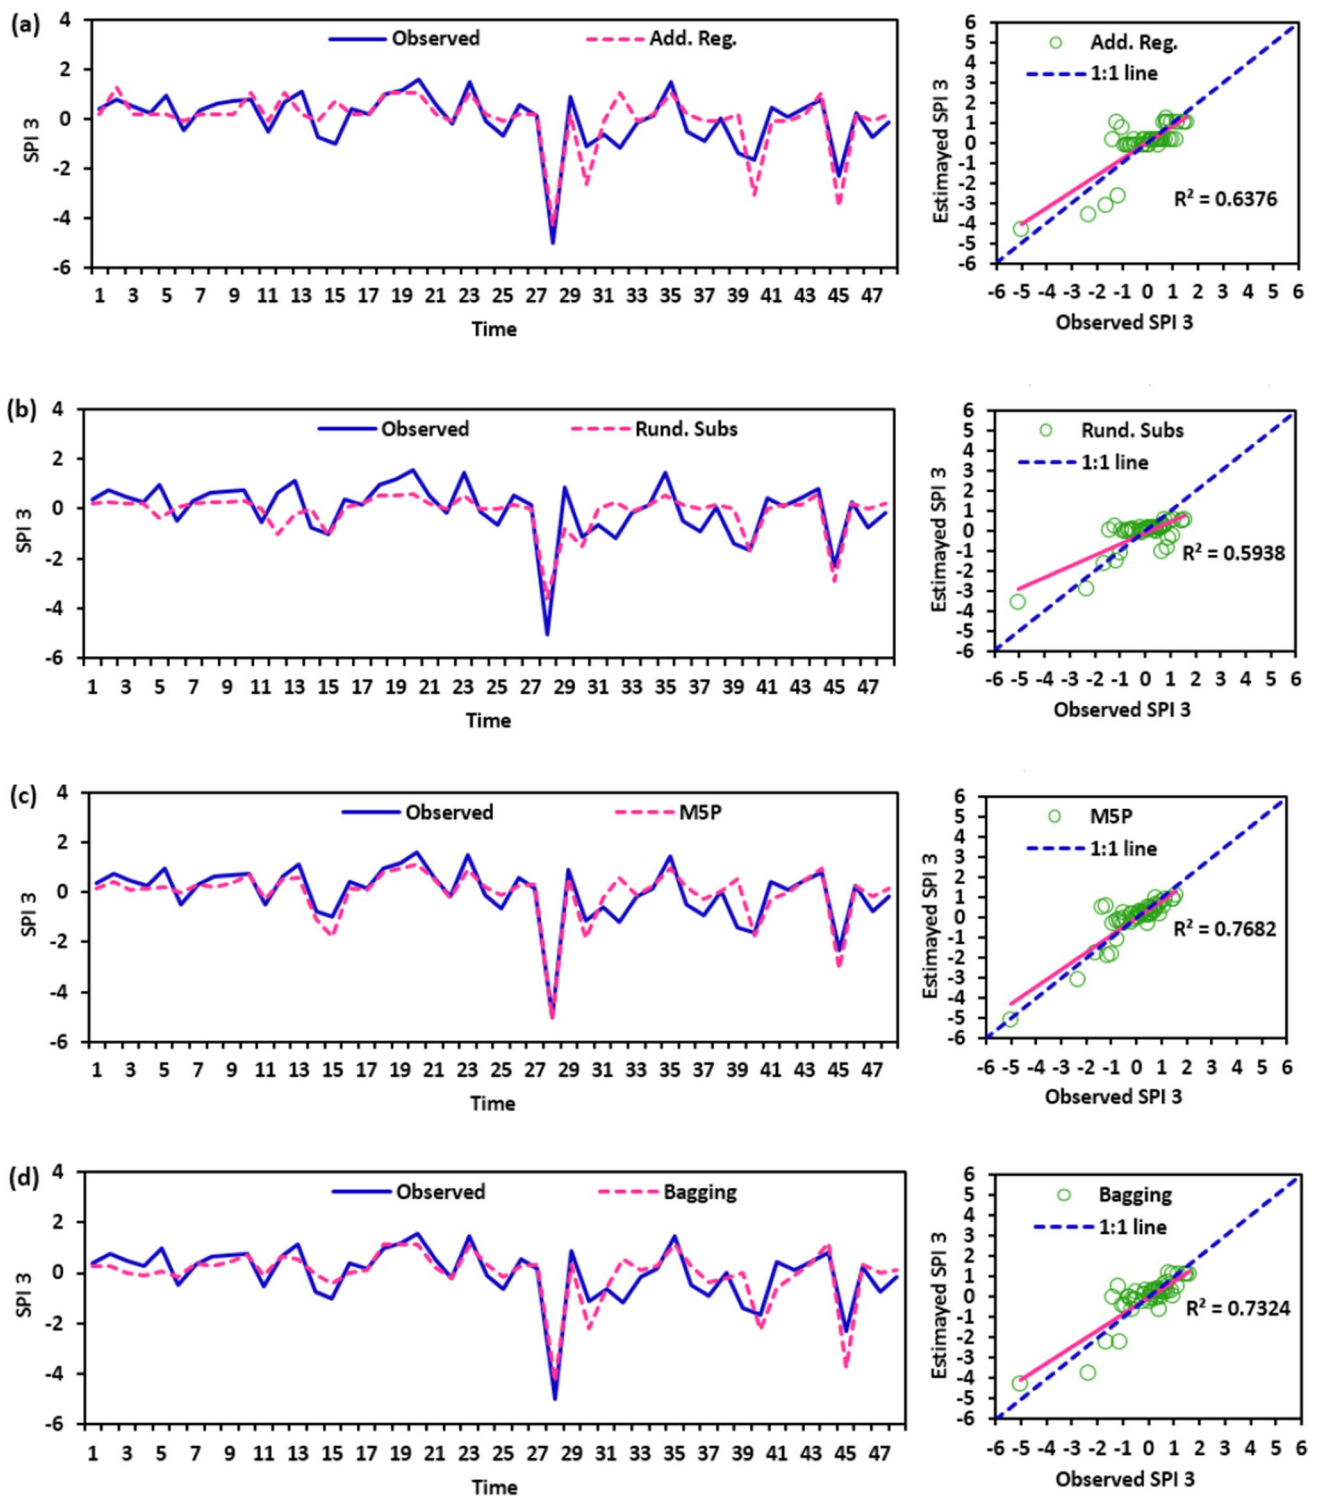 (a)
4
2
0
-2
-4
-6
SPI 3
Observed
Add. Reg.
1 3 5 7 9 11 13 15 17 19 21 23 25 27 29 31 33 35 37 39 41 43 45 47
Time
6
5
4
3
2
1
0
-1
-2
-3
-4
-5
-6
Estimayed SPI 3
Add. Reg.
1:1 line
R² = 0.6376
-6 -5 -4 -3 -2 -1 0 1 2 3 4 5 6
Observed SPI 3
(b)
4
2
0
-2
-4
-6
SPI 3
Observed
Rund. Subs
1 3 5 7 9 11 13 15 17 19 21 23 25 27 29 31 33 35 37 39 41 43 45 47
Time
6
5
4
3
2
1
0
-1
-2
-3
-4
-5
-6
Estimayed SPI 3
Rund. Subs
1:1 line
R² = 0.5938
-6 -5 -4 -3 -2 -1 0 1 2 3 4 5 6
Observed SPI 3
(c)
4
2
0
-2
-4
-6
SPI 3
Observed
M5P
1 3 5 7 9 11 13 15 17 19 21 23 25 27 29 31 33 35 37 39 41 43 45 47
Time
6
5
4
3
2
1
0
-1
-2
-3
-4
-5
-6
Estimayed SPI 3
M5P
1:1 line
R² = 0.7682
-6 -5 -4 -3 -2 -1 0 1 2 3 4 5 6
Observed SPI 3
(d)
4
2
0
-2
-4
-6
SPI 3
Observed
Bagging
1 3 5 7 9 11 13 15 17 19 21 23 25 27 29 31 33 35 37 39 41 43 45 47
Time
6
5
4
3
2
1
0
-1
-2
-3
-4
-5
-6
Estimayed SPI 3
Bagging
1:1 line
R² = 0.7324
-6 -5 -4 -3 -2 -1 0 1 2 3 4 5 6
Observed SPI 3